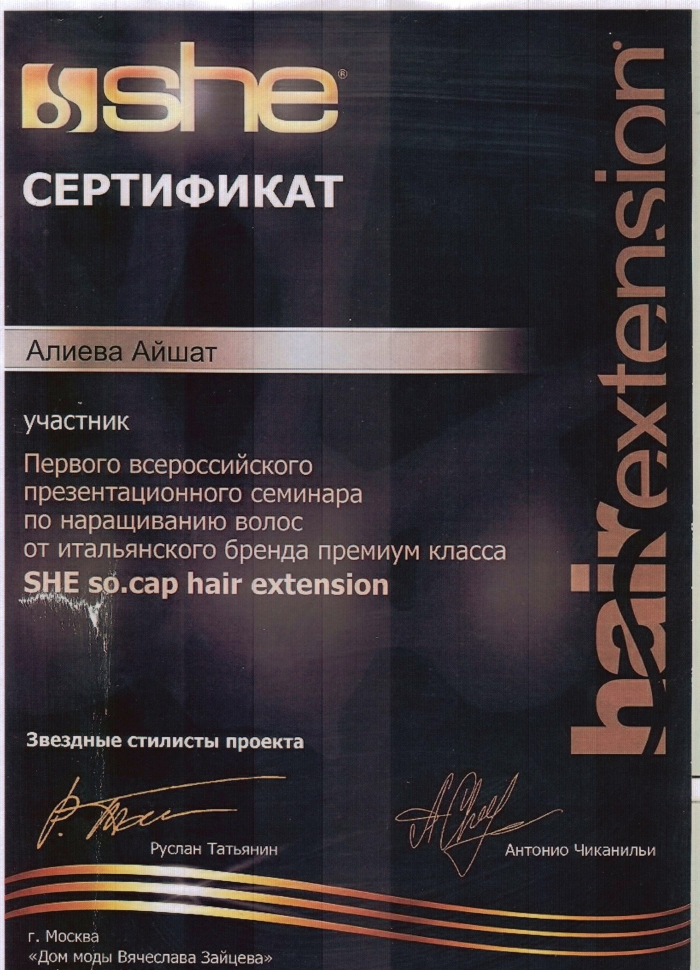 she®
СЕРТИФИКАТ
hairextension
Алиева Айшат
участник
Первого всероссийского
презентационного семинара
по наращиванию волос
от итальянского бренда премиум класса
SHE so.cap hair extension
Звездные стилисты проекта
Руслан Татьянин
Антонио Чиканильи
г. Москва
«Дом моды Вячеслава Зайцева»